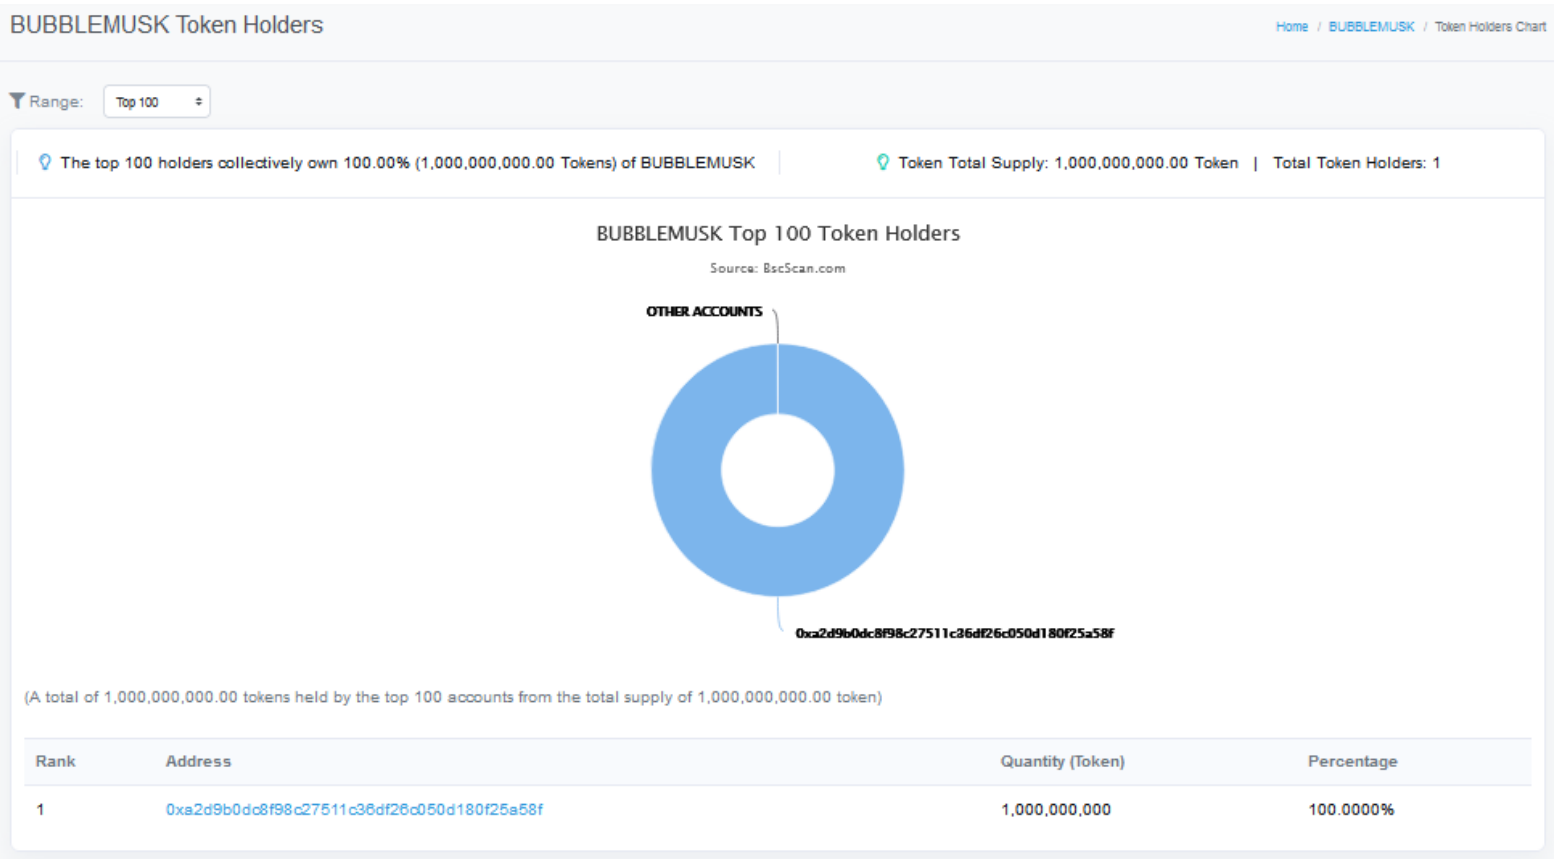 BUBBLEMUSK Token Holders
Home / BUBBLEMUSK / Token Holders Chart
Range: Top 100
The top 100 holders collectively own 100.00% (1,000,000,000.00 Tokens) of BUBBLEMUSK
Token Total Supply: 1,000,000,000.00 Token | Total Token Holders: 1
BUBBLEMUSK Top 100 Token Holders
Source: BscScan.com
OTHER ACCOUNTS
0xa2d9b0dc8f98c27511c36df26c050d180f25a58f
(A total of 1,000,000,000.00 tokens held by the top 100 accounts from the total supply of 1,000,000,000.00 token)
Rank Address Quantity (Token) Percentage
1 0xa2d9b0dc8f98c27511c36df26c050d180f25a58f 1,000,000,000 100.0000%